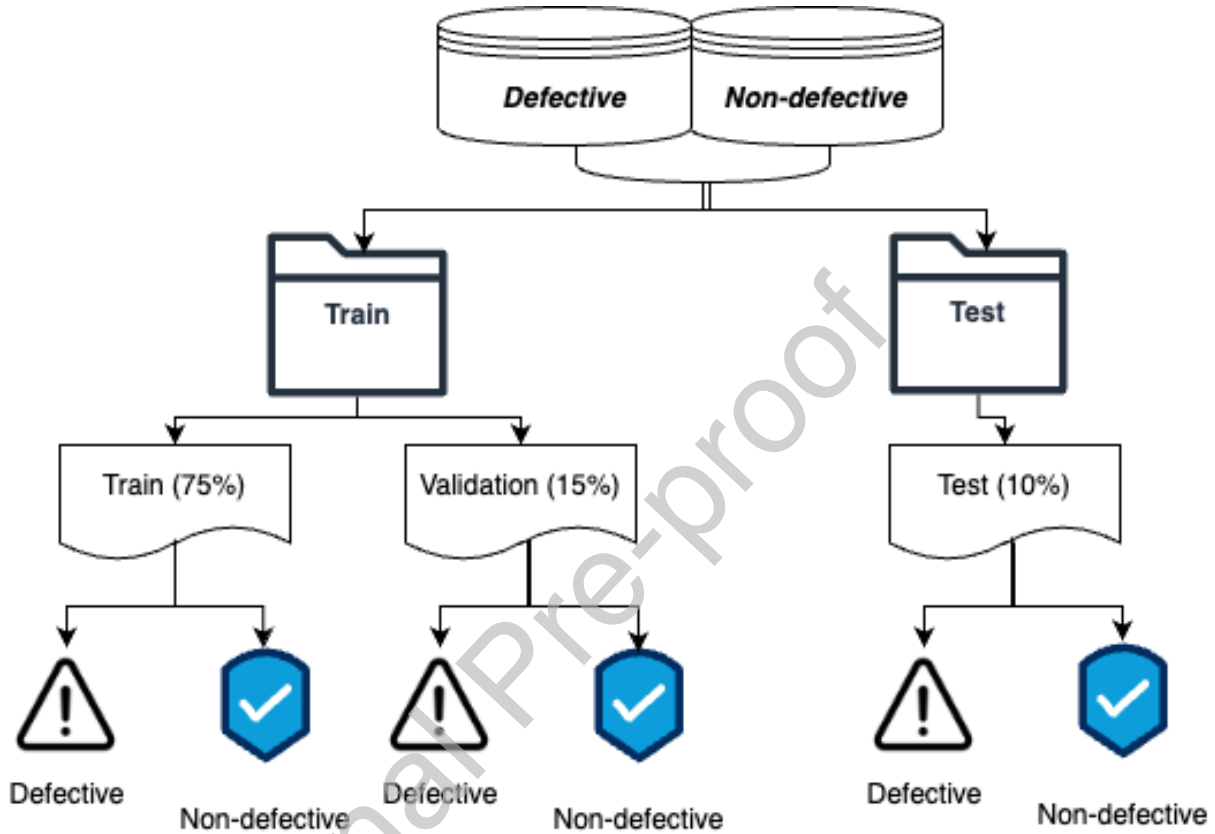 Defective
Non-defective
Train
Test
Train (75%)
Validation (15%)
Test (10%)
Defective
Non-defective
Defective
Non-defective
Defective
Non-defective
nal Pre-proof